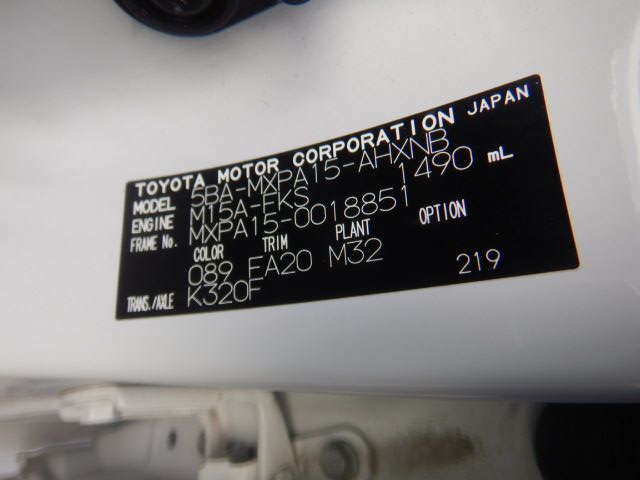 TOYOTA MOTOR CORPORATION JAPAN
MODEL 5BA-MXPA15-AHXNB
ENGINE M15A-FKS 1490 mL
FRAME No. MXPA15-0018851
COLOR TRIM PLANT OPTION
089 EA20 M32
TRANS./AXLE K320F 219